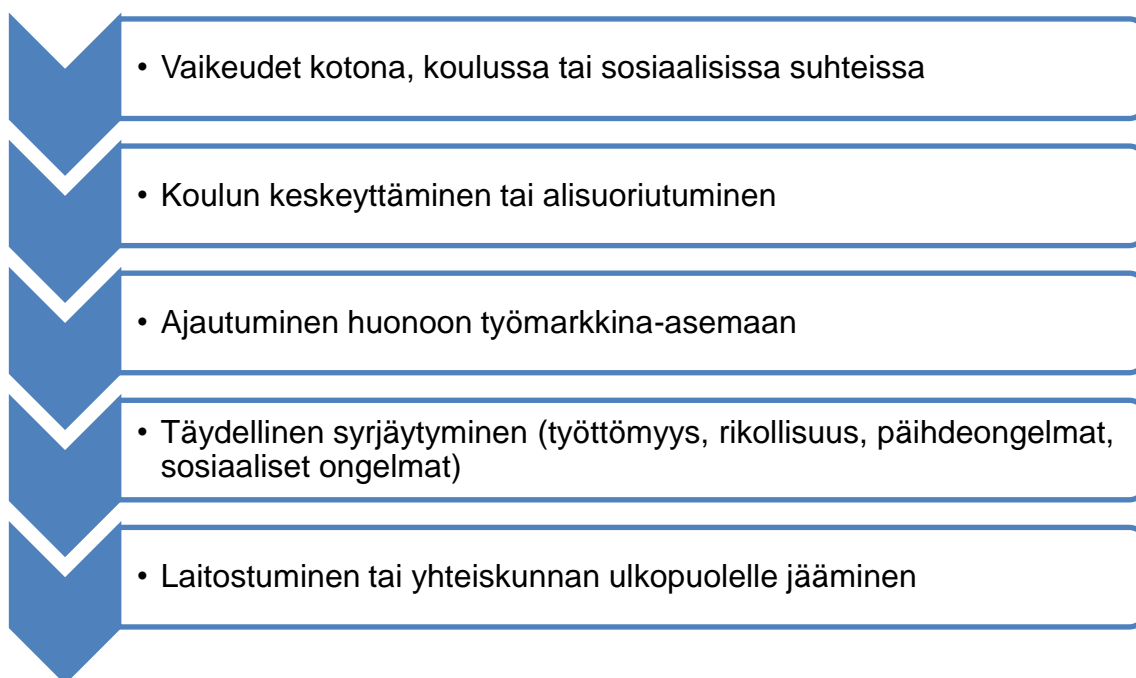 • Vaikeudet kotona, koulussa tai sosiaalisissa suhteissa
• Koulun keskeyttäminen tai alisuoriutuminen
• Ajautuminen huonoon työmarkkina-asemaan
• Täydellinen syrjäytyminen (työttömyys, rikollisuus, päihdeongelmat,
sosiaaliset ongelmat)
• Laitostuminen tai yhteiskunnan ulkopuolelle jääminen